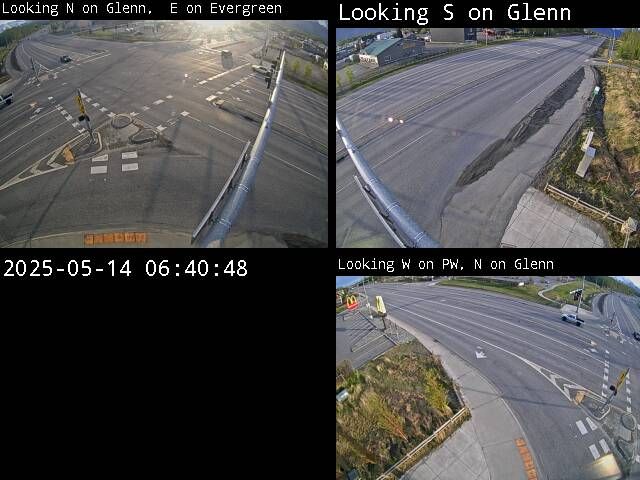 Looking N on Glenn,  E on Evergreen
Looking S on Glenn
2025-05-14 06:40:48
Looking W on PW, N on Glenn